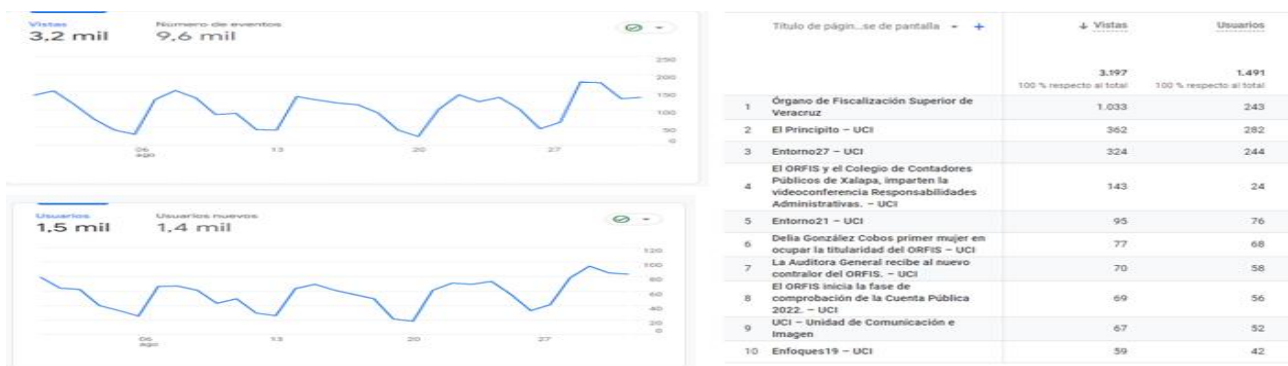 Vistas Número de eventos
3,2 mil 9,6 mil
250
200
150
100
50
0
06 13 20 27
ago
Usuarios Usuarios nuevos
1,5 mil 1,4 mil
120
100
80
60
40
20
0
06 13 20 27
ago
Título de págin...se de pantalla + ↓ Vistas Usuarios
3.197 1.491
100 % respecto al total 100 % respecto al total
1 Órgano de Fiscalización Superior de
Veracruz 1.033 243
2 El Principito – UCI 362 282
3 Entorno27 – UCI 324 244
El ORFIS y el Colegio de Contadores
Públicos de Xalapa, imparten la
4 videoconferencia Responsabilidades 143 24
Administrativas. – UCI
5 Entorno21 – UCI 95 76
6 Delia González Cobos primer mujer en 77 68
ocupar la titularidad del ORFIS – UCI
7 La Auditora General recibe al nuevo 70 58
contralor del ORFIS. – UCI
El ORFIS inicia la fase de
8 comprobación de la Cuenta Pública 69 56
2022. – UCI
9 UCI – Unidad de Comunicación e 67 52
Imagen
10 Enfoques19 – UCI 59 42